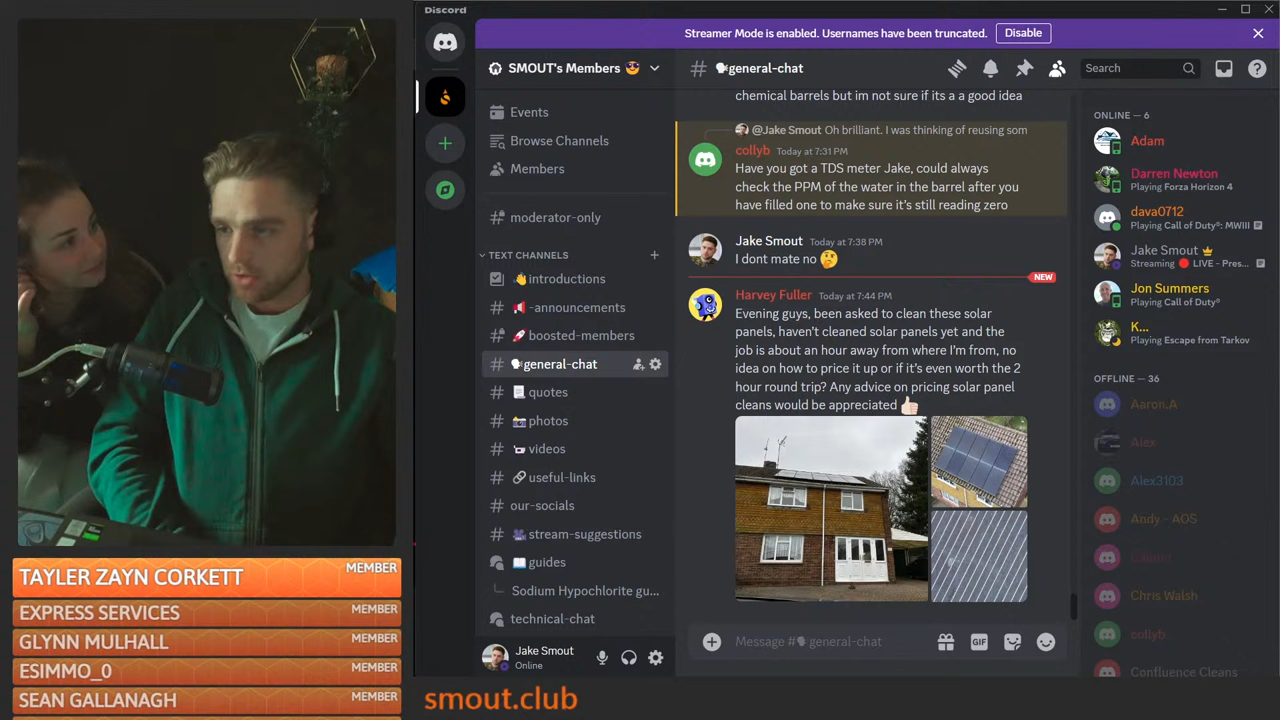 Discord
Streamer Mode is enabled. Usernames have been truncated.
Disable
SMOUT's Members
Events
Browse Channels
Members
moderator-only
TEXT CHANNELS
introductions
-announcements
boosted-members
general-chat
quotes
photos
videos
useful-links
our-socials
stream-suggestions
guides
Sodium Hypochlorite gu...
technical-chat
Jake Smout
Online
general-chat
Search
chemical barrels but im not sure if its a a good idea
@Jake Smout Oh brilliant. I was thinking of reusing som
collyb Today at 7:31 PM
Have you got a TDS meter Jake, could always
check the PPM of the water in the barrel after you
have filled one to make sure it's still reading zero
Jake Smout Today at 7:38 PM
I dont mate no
NEW
Harvey Fuller Today at 7:44 PM
Evening guys, been asked to clean these solar
panels, haven't cleaned solar panels yet and the
job is about an hour away from where I'm from, no
idea on how to price it up or if it's even worth the 2
hour round trip? Any advice on pricing solar panel
cleans would be appreciated
Message #general-chat
GIF
ONLINE — 6
Adam
Darren Newton
Playing Forza Horizon 4
dava0712
Playing Call of Duty®: MWIII
Jake Smout
Streaming LIVE - Pres...
Jon Summers
Playing Call of Duty®
K...
Playing Escape from Tarkov
OFFLINE — 36
Aaron.A
Alex
Alex3103
Andy - AOS
Callum
Chris Walsh
collyb
Confluence Cleans
TAYLER ZAYN CORKETT MEMBER
EXPRESS SERVICES MEMBER
GLYNN MULHALL MEMBER
ESIMMO_0 MEMBER
SEAN GALLANAGH MEMBER
smout.club